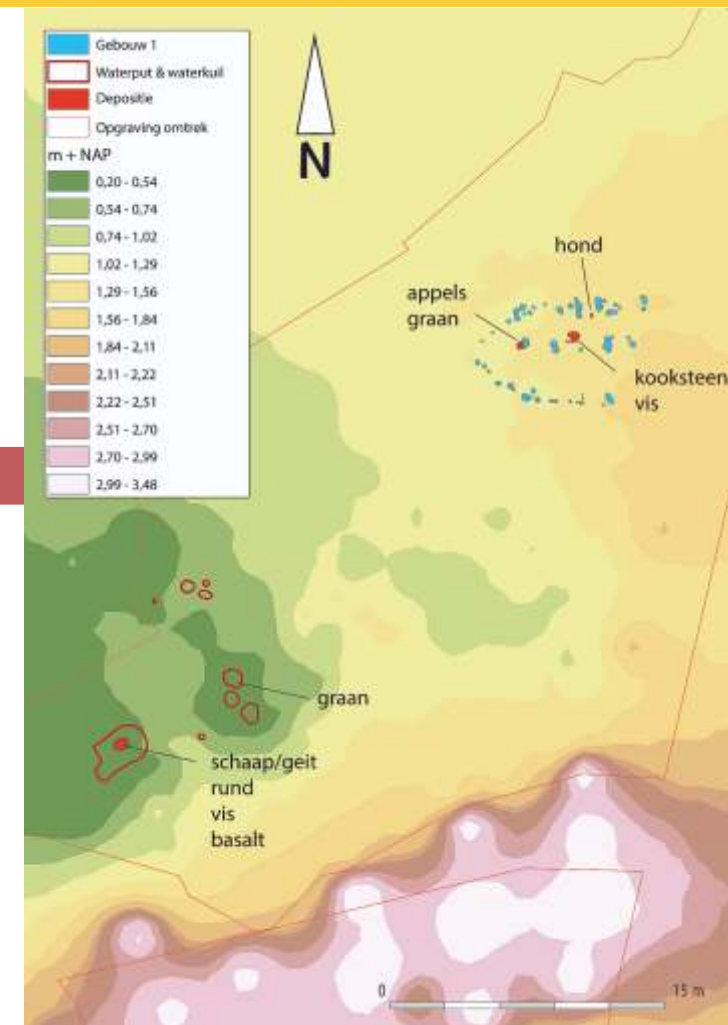 Gebouw 1
Waterput & waterkuil
Depositie
Opgraving omtrek
m + NAP
0,20 - 0,54
0,54 - 0,74
0,74 - 1,02
1,02 - 1,29
1,29 - 1,56
1,56 - 1,84
1,84 - 2,11
2,11 - 2,22
2,22 - 2,51
2,51 - 2,70
2,70 - 2,99
2,99 - 3,48
N
hond
appels
graan
kooksteen
vis
graan
schaap/geit
rund
vis
basalt
0
15 m